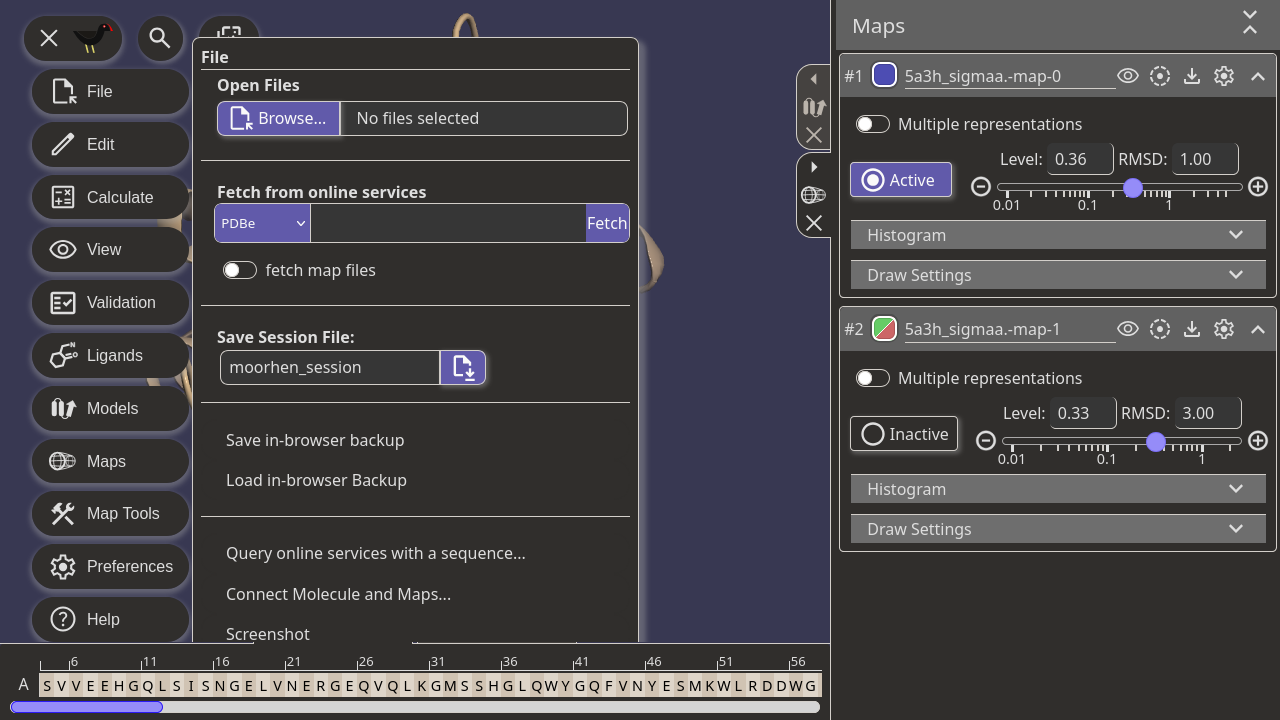 File
Edit
Calculate
View
Validation
Ligands
Models
Maps
Map Tools
Preferences
Help
File
Open Files
Browse... No files selected
Fetch from online services
PDBe Fetch
fetch map files
Save Session File:
moorhen_session
Save in-browser backup
Load in-browser Backup
Query online services with a sequence...
Connect Molecule and Maps...
Screenshot
Maps
#1 5a3h_sigmaa.-map-0
Multiple representations
Level: 0.36 RMSD: 1.00
Active
0.01 0.1 1
Histogram
Draw Settings
#2 5a3h_sigmaa.-map-1
Multiple representations
Level: 0.33 RMSD: 3.00
Inactive
0.01 0.1 1
Histogram
Draw Settings
6 11 16 21 26 31 36 41 46 51 56
A S V V E E H G Q L S I S N G E L V N E R G E Q V Q L K G M S S H G L Q W Y G Q F V N Y E S M K W L R D D W G